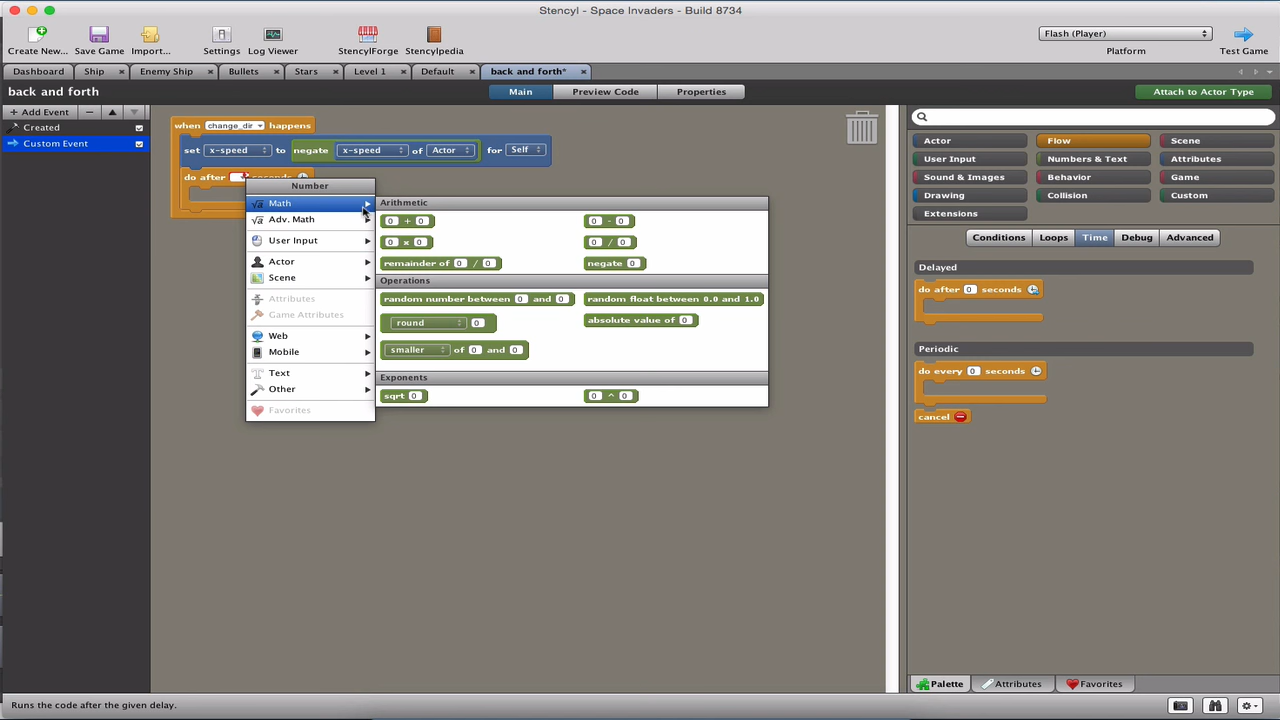 Stencyl - Space Invaders - Build 8734
Create New... Save Game Import... Settings Log Viewer StencylForge Stencylpedia Flash (Player) Platform Test Game
Dashboard Ship × Enemy Ship × Bullets × Stars × Level 1 × Default × back and forth* ×
back and forth Main Preview Code Properties Attach to Actor Type
+ Add Event
Created
Custom Event
when change_dir happens
set x-speed to negate x-speed of Actor for Self
do after seconds
Number
Math
Adv. Math
User Input
Actor
Scene
Attributes
Game Attributes
Web
Mobile
Text
Other
Favorites
Arithmetic
0 + 0 0 - 0
0 x 0 0 / 0
remainder of 0 / 0 negate 0
Operations
random number between 0 and 0 random float between 0.0 and 1.0
round 0 absolute value of 0
smaller of 0 and 0
Exponents
sqrt 0 0 ^ 0
Actor Flow Scene
User Input Numbers & Text Attributes
Sound & Images Behavior Game
Drawing Collision Custom
Extensions
Conditions Loops Time Debug Advanced
Delayed
do after 0 seconds
Periodic
do every 0 seconds
cancel
Palette Attributes Favorites
Runs the code after the given delay.